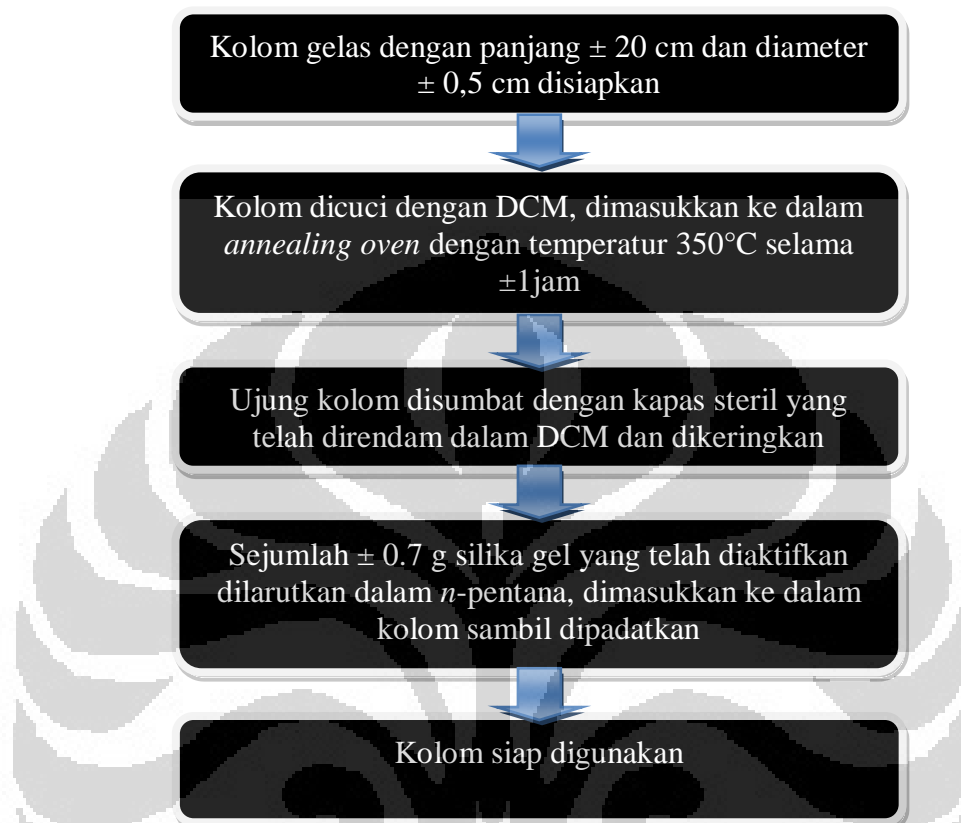 Kolom gelas dengan panjang ± 20 cm dan diameter
± 0,5 cm disiapkan
Kolom dicuci dengan DCM, dimasukkan ke dalam
annealing oven dengan temperatur 350°C selama
±1jam
Ujung kolom disumbat dengan kapas steril yang
telah direndam dalam DCM dan dikeringkan
Sejumlah ± 0.7 g silika gel yang telah diaktifkan
dilarutkan dalam n-pentana, dimasukkan ke dalam
kolom sambil dipadatkan
Kolom siap digunakan